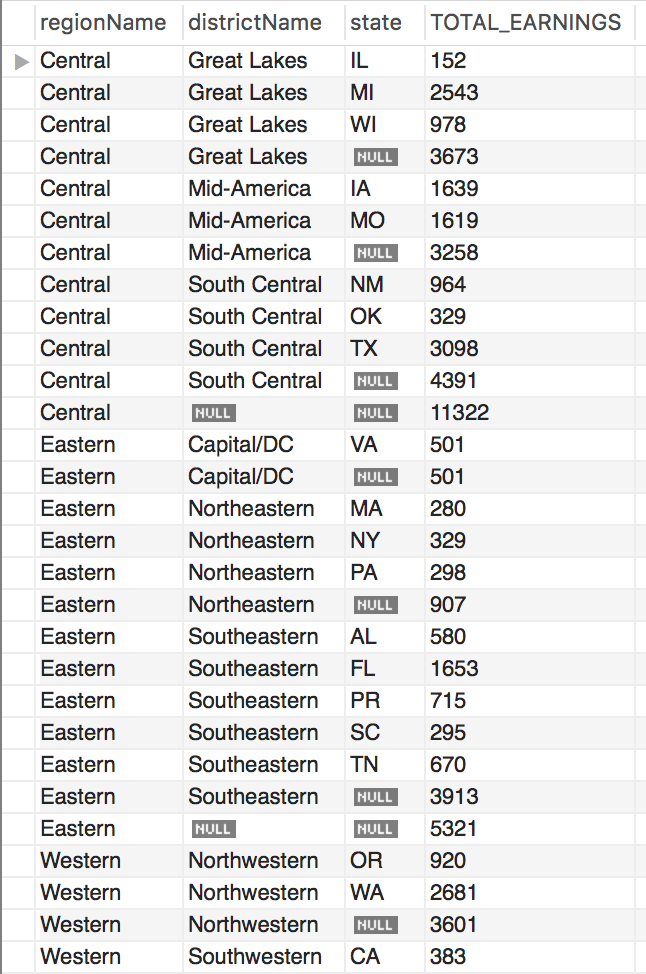 regionName districtName state TOTAL_EARNINGS
Central Great Lakes IL 152
Central Great Lakes MI 2543
Central Great Lakes WI 978
Central Great Lakes NULL 3673
Central Mid-America IA 1639
Central Mid-America MO 1619
Central Mid-America NULL 3258
Central South Central NM 964
Central South Central OK 329
Central South Central TX 3098
Central South Central NULL 4391
Central NULL NULL 11322
Eastern Capital/DC VA 501
Eastern Capital/DC NULL 501
Eastern Northeastern MA 280
Eastern Northeastern NY 329
Eastern Northeastern PA 298
Eastern Northeastern NULL 907
Eastern Southeastern AL 580
Eastern Southeastern FL 1653
Eastern Southeastern PR 715
Eastern Southeastern SC 295
Eastern Southeastern TN 670
Eastern Southeastern NULL 3913
Eastern NULL NULL 5321
Western Northwestern OR 920
Western Northwestern WA 2681
Western Northwestern NULL 3601
Western Southwestern CA 383